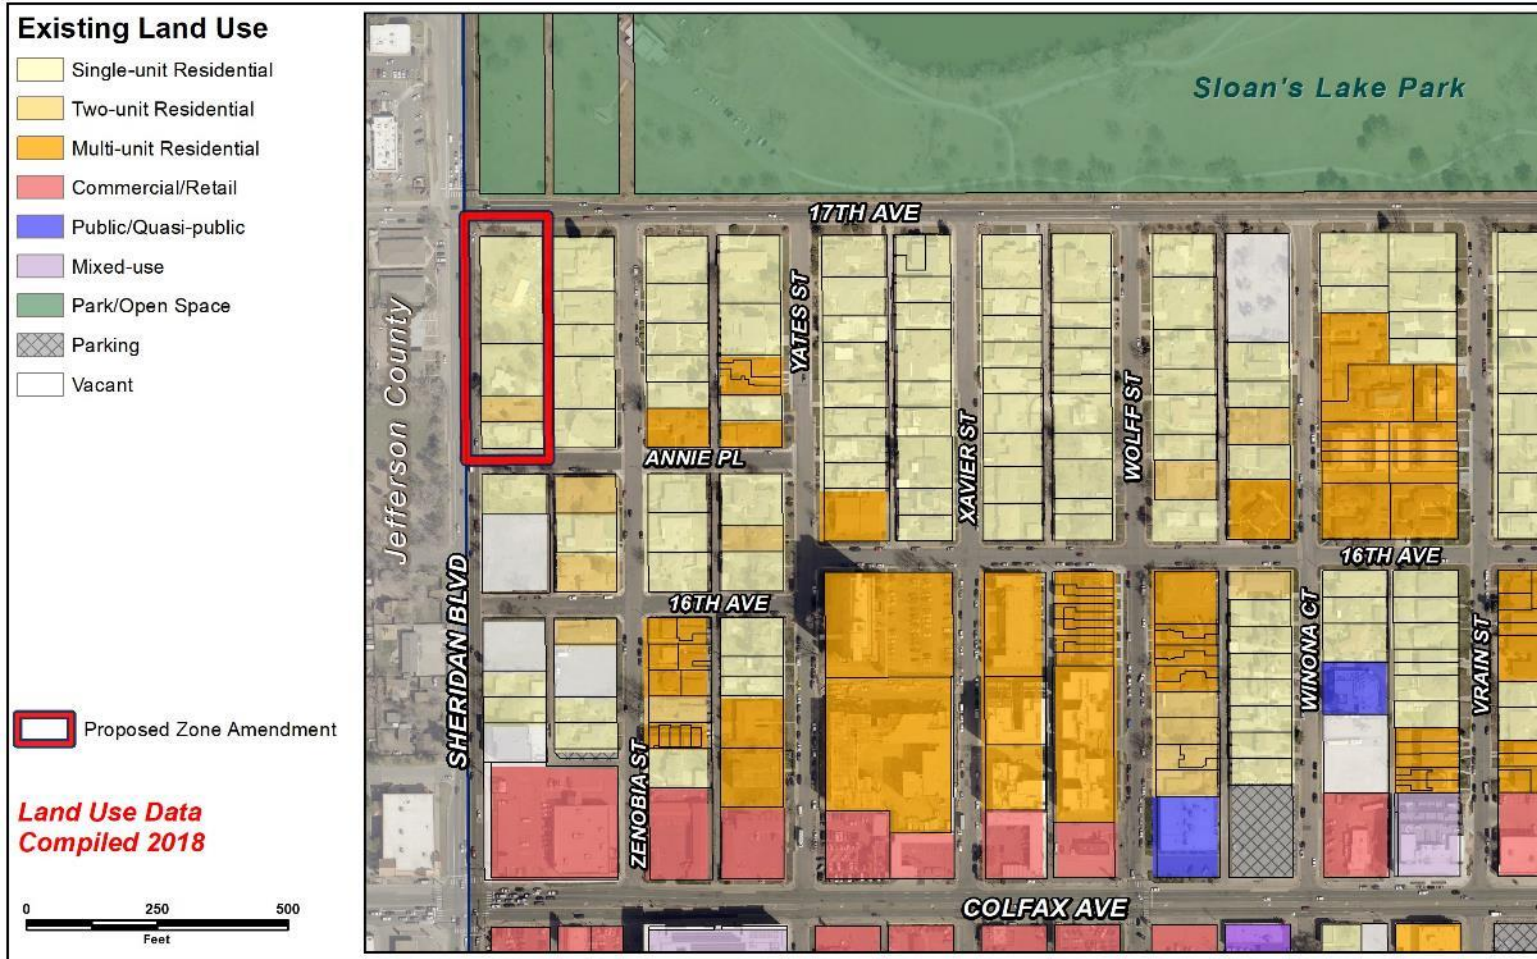 Existing Land Use
Single-unit Residential
Two-unit Residential
Multi-unit Residential
Commercial/Retail
Public/Quasi-public
Mixed-use
Park/Open Space
Parking
Vacant
Proposed Zone Amendment
Land Use Data
Compiled 2018
0 250 500
Feet
Sloan's Lake Park
17TH AVE
Jefferson County
YATES ST
ANNIE PL
XAVIER ST
WOLFF ST
16TH AVE
16TH AVE
SHERIDAN BLVD
ZENOBIA ST
WINONA CT
VRAIN ST
COLFAX AVE